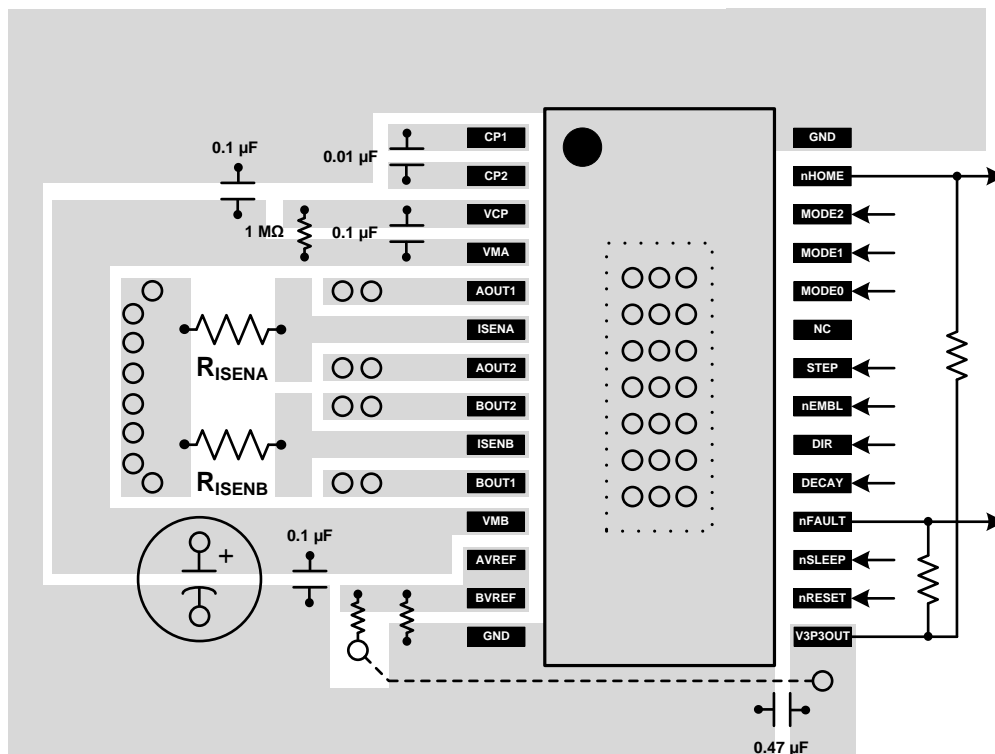 CP1
GND
0.1 µF
0.01 µF
CP2
nHOME
VCP
MODE2
1 MΩ
0.1 µF
VMA
MODE1
AOUT1
MODE0
ISENA
NC
RISENA
AOUT2
STEP
BOUT2
nEMBL
ISENB
DIR
RISENB
BOUT1
DECAY
VMB
nFAULT
0.1 µF
+
AVREF
nSLEEP
BVREF
nRESET
GND
V3P3OUT
0.47 µF